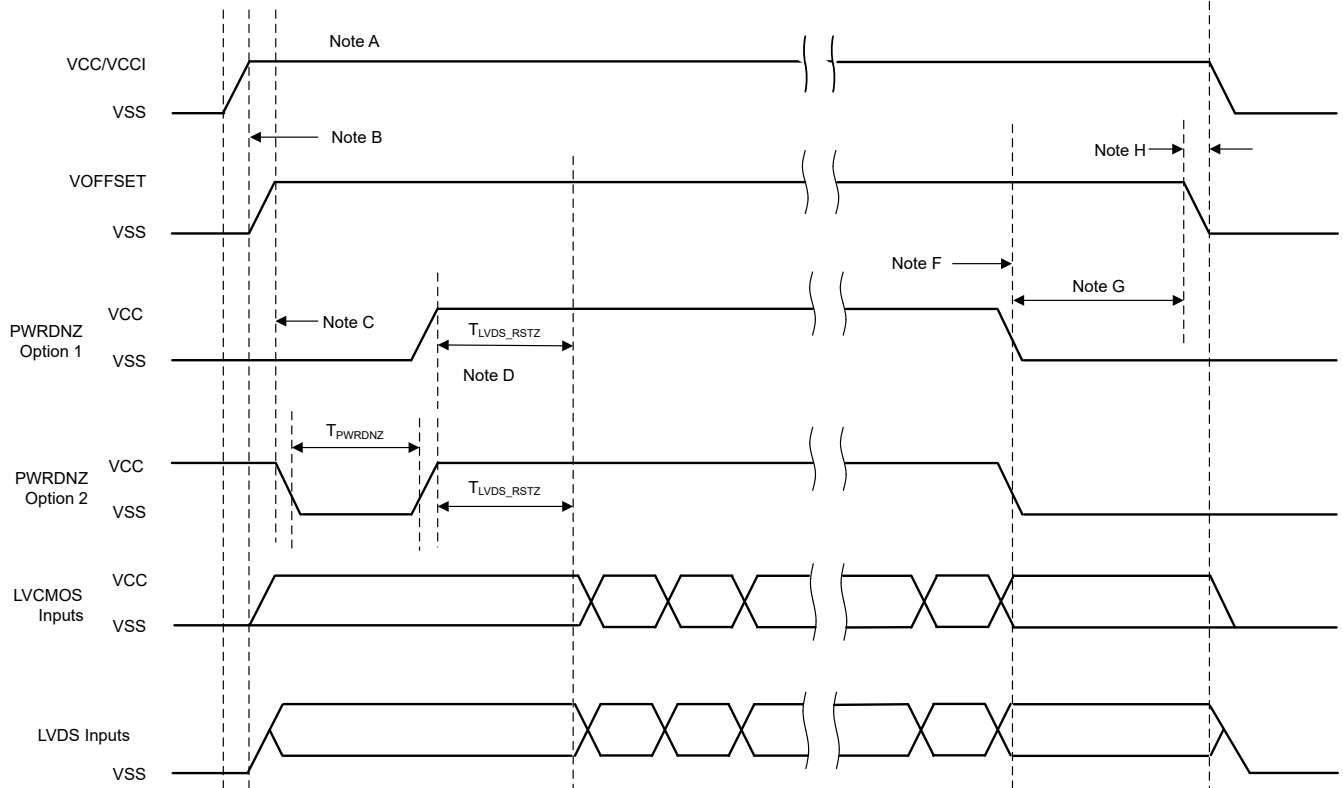 Note A
VCC/VCCI
VSS
Note B
Note H
VOFFSET
VSS
Note F
Note G
VCC
PWRDNZ
Option 1
Note C
TLVDS_RSTZ
VSS
Note D
TPWRDNZ
VCC
PWRDNZ
Option 2
TLVDS_RSTZ
VSS
VCC
LVCMOS
Inputs
VSS
LVDS Inputs
VSS